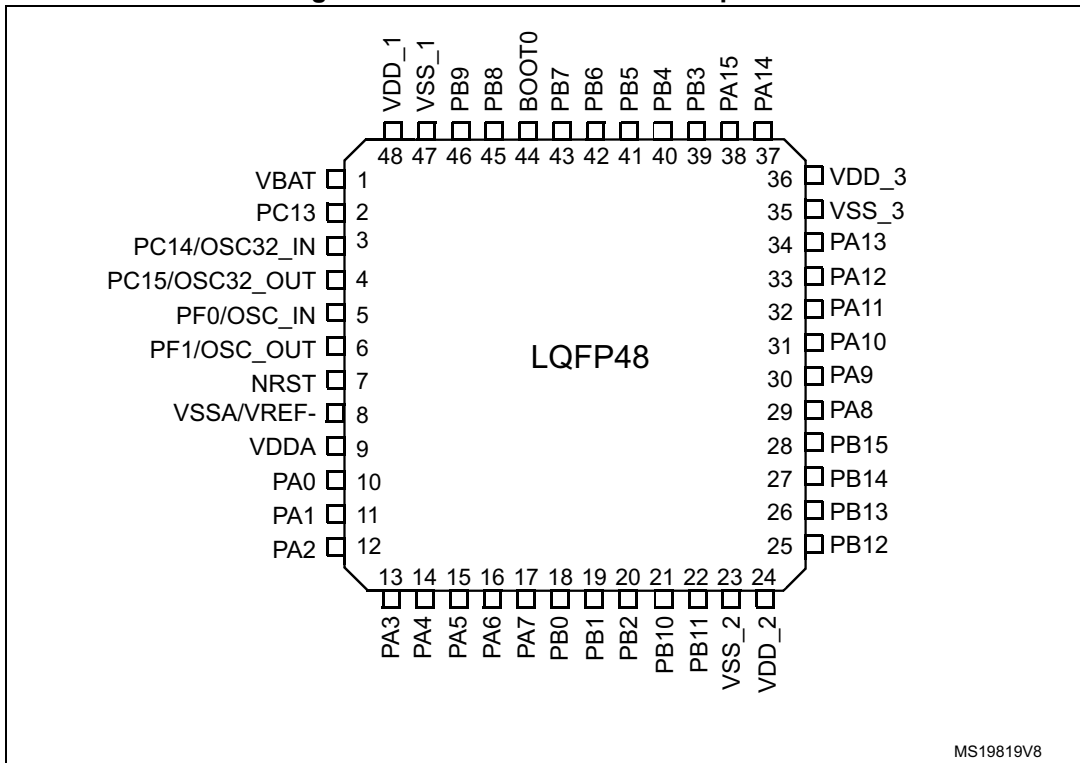 VDD_1
VSS_1
PB9
PB8
BOOT0
PB7
PB6
PB5
PB4
PB3
PA15
PA14
48 47 46 45 44 43 42 41 40 39 38 37
VBAT 1
PC13 2
PC14/OSC32_IN 3
PC15/OSC32_OUT 4
PF0/OSC_IN 5
PF1/OSC_OUT 6
NRST 7
VSSA/VREF- 8
VDDA 9
PA0 10
PA1 11
PA2 12
LQFP48
36 VDD_3
35 VSS_3
34 PA13
33 PA12
32 PA11
31 PA10
30 PA9
29 PA8
28 PB15
27 PB14
26 PB13
25 PB12
13 14 15 16 17 18 19 20 21 22 23 24
PA3
PA4
PA5
PA6
PA7
PB0
PB1
PB2
PB10
PB11
VSS_2
VDD_2
MS19819V8